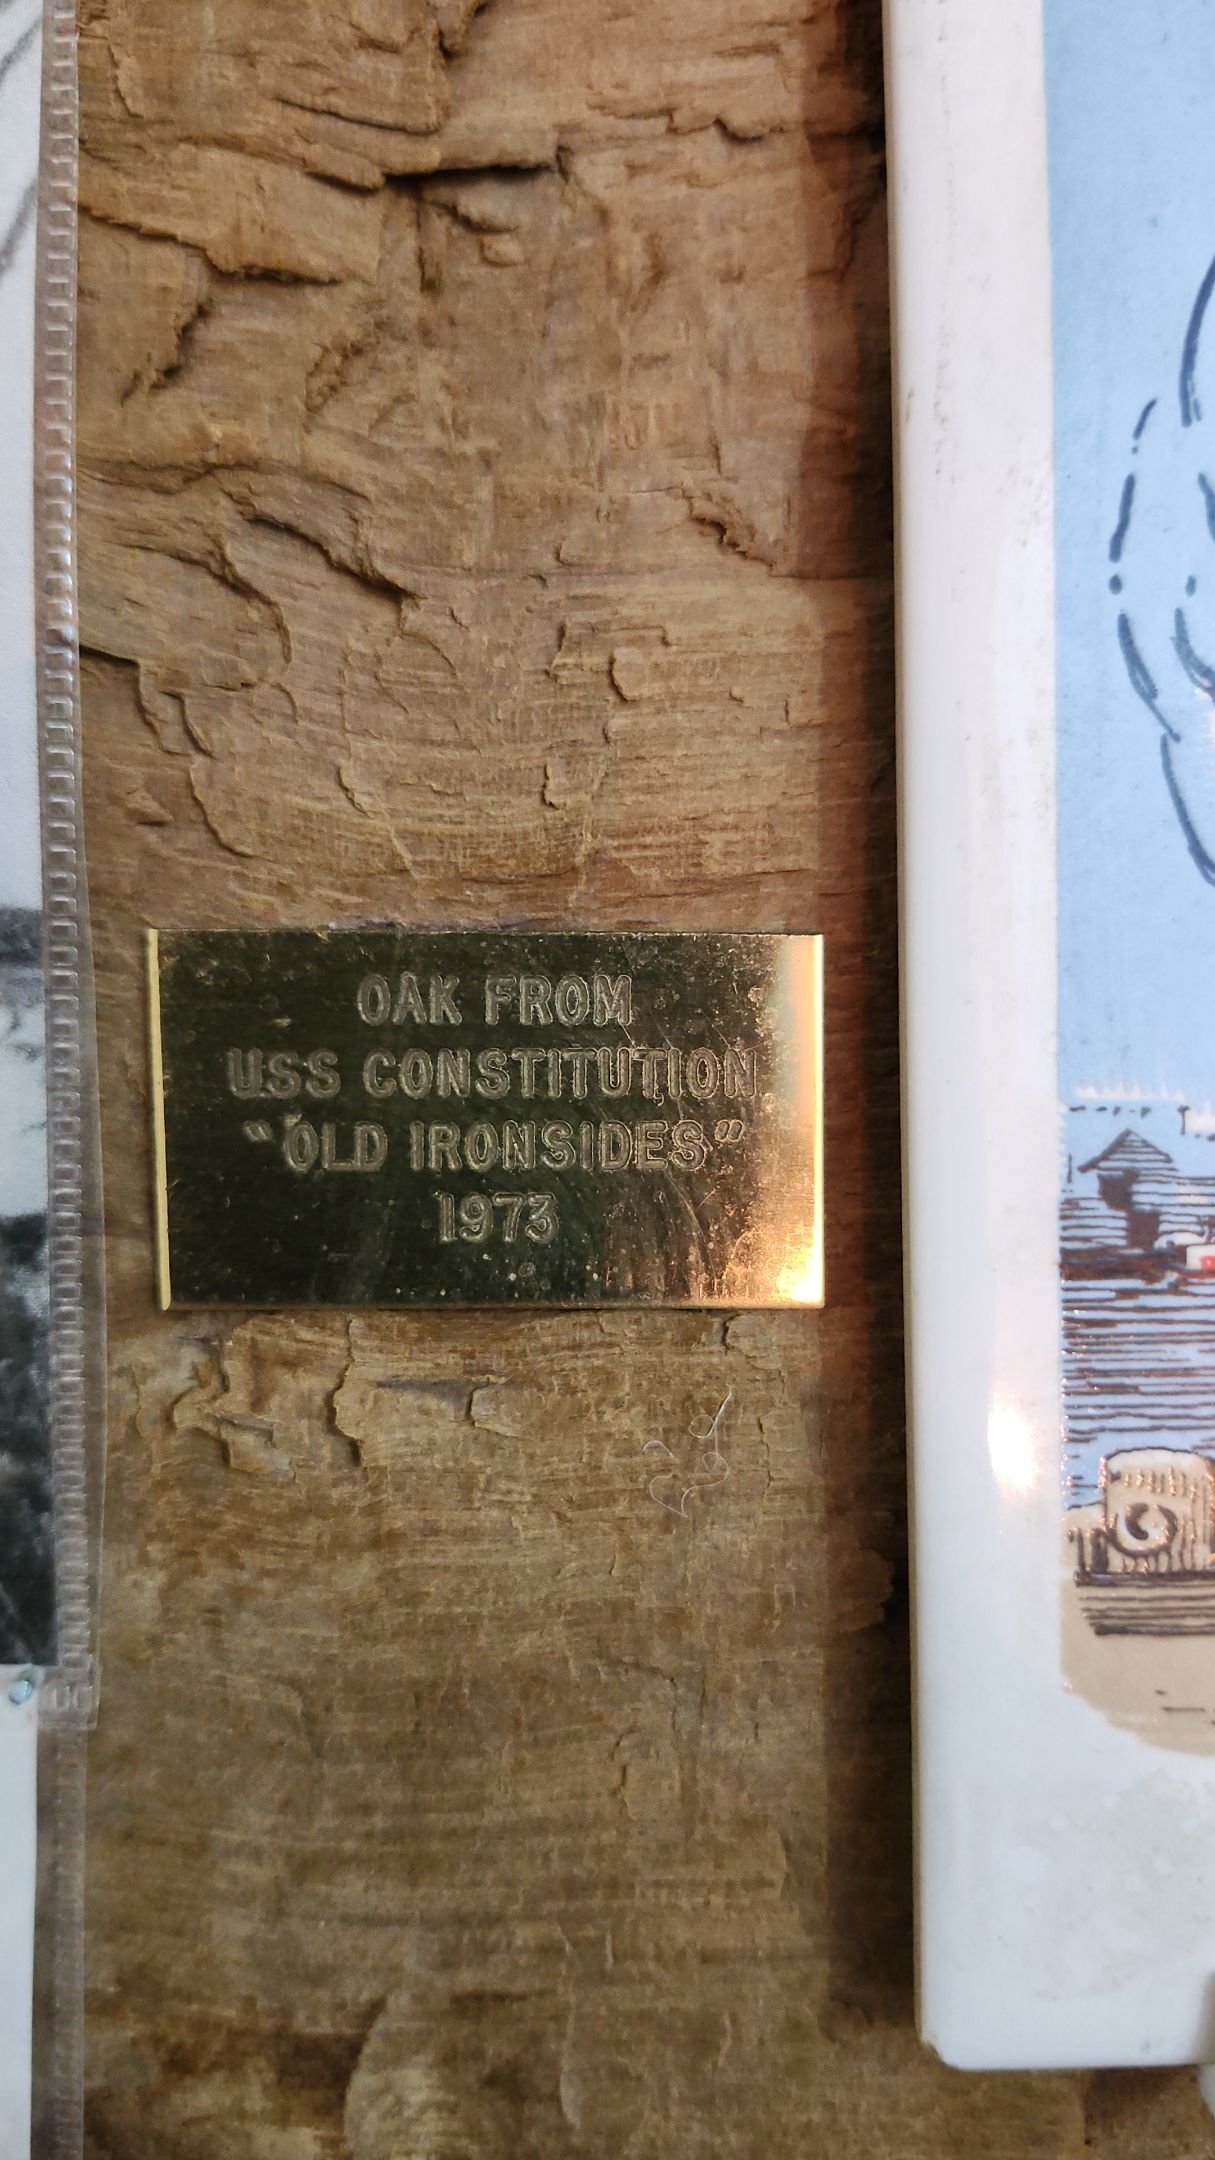 OAK FROM
USS CONSTITUTION
"OLD IRONSIDES"
1973